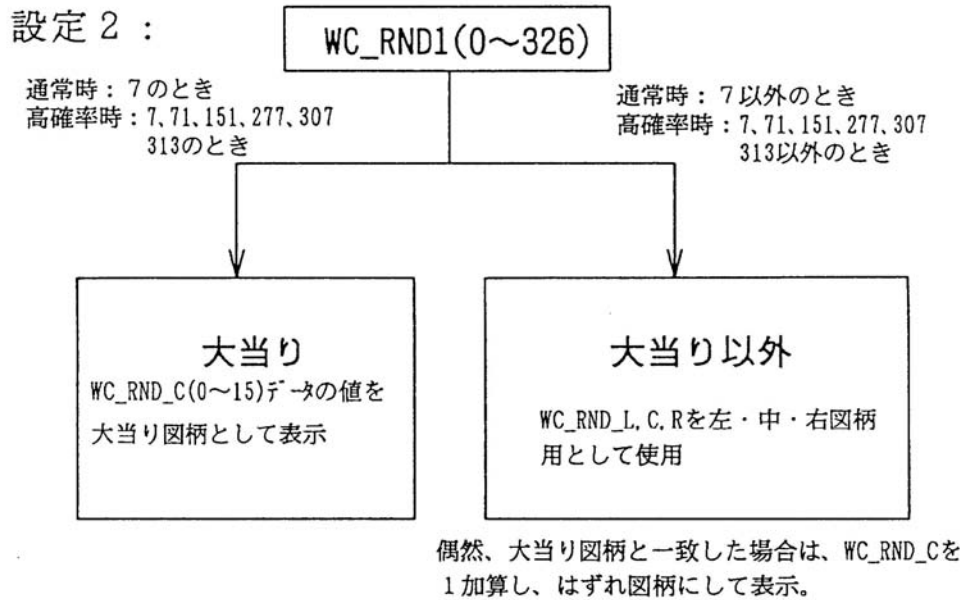 設定２：
WC_RND1(0～326)
通常時：７のとき
高確率時：7,71,151,277,307
313のとき
通常時：７以外のとき
高確率時：7,71,151,277,307
313以外のとき
大当り
WC_RND_C(0～15)ﾃﾞｰﾀの値を
大当り図柄として表示
大当り以外
WC_RND_L,C,Rを左・中・右図柄
用として使用
偶然、大当り図柄と一致した場合は、WC_RND_Cを
１加算し、はずれ図柄にして表示。